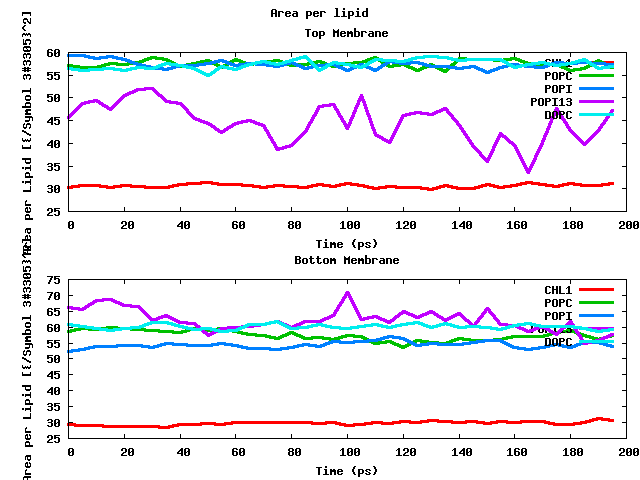 Area per lipid
Top Membrane
Area per Lipid [{/Symbol 3#3305}^2]
60
55
50
45
40
35
30
25
CHL1
POPC
POPI
POPI13
DOPC
0 20 40 60 80 100 120 140 160 180 200
Time (ps)
Bottom Membrane
Area per Lipid [{/Symbol 3#3305}^2]
75
70
65
60
55
50
45
40
35
30
25
CHL1
POPC
POPI
POPI13
DOPC
0 20 40 60 80 100 120 140 160 180 200
Time (ps)